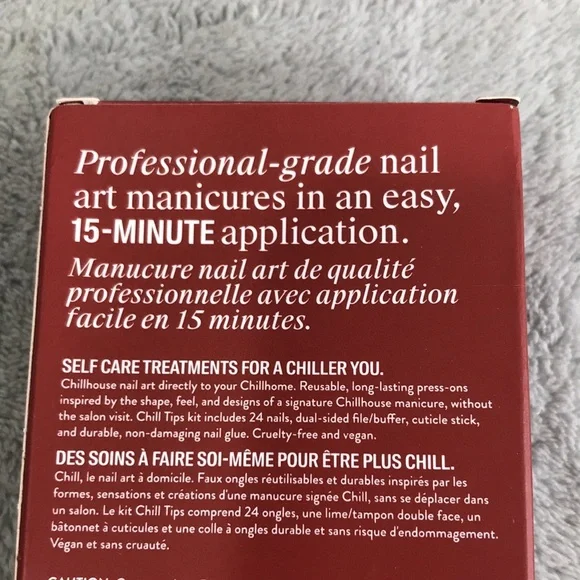 Professional-grade nail
art manicures in an easy,
15-MINUTE application.
Manucure nail art de qualité
professionnelle avec application
facile en 15 minutes.
SELF CARE TREATMENTS FOR A CHILLER YOU.
Chillhouse nail art directly to your Chillhome. Reusable, long-lasting press-ons
inspired by the shape, feel, and designs of a signature Chillhouse manicure, without
the salon visit. Chill Tips kit includes 24 nails, dual-sided file/buffer, cuticle stick,
and durable, non-damaging nail glue. Cruelty-free and vegan.
DES SOINS À FAIRE SOI-MÊME POUR ÊTRE PLUS CHILL.
Chill, le nail art à domicile. Faux ongles réutilisables et durables inspirés par les
formes, sensations et créations d'une manucure signée Chill, sans se déplacer dans
un salon. Le kit Chill Tips comprend 24 ongles, une lime/tampon double face, un
bâtonnet à cuticules et une colle à ongles durable et sans risque d'endommagement.
Végan et sans cruauté.